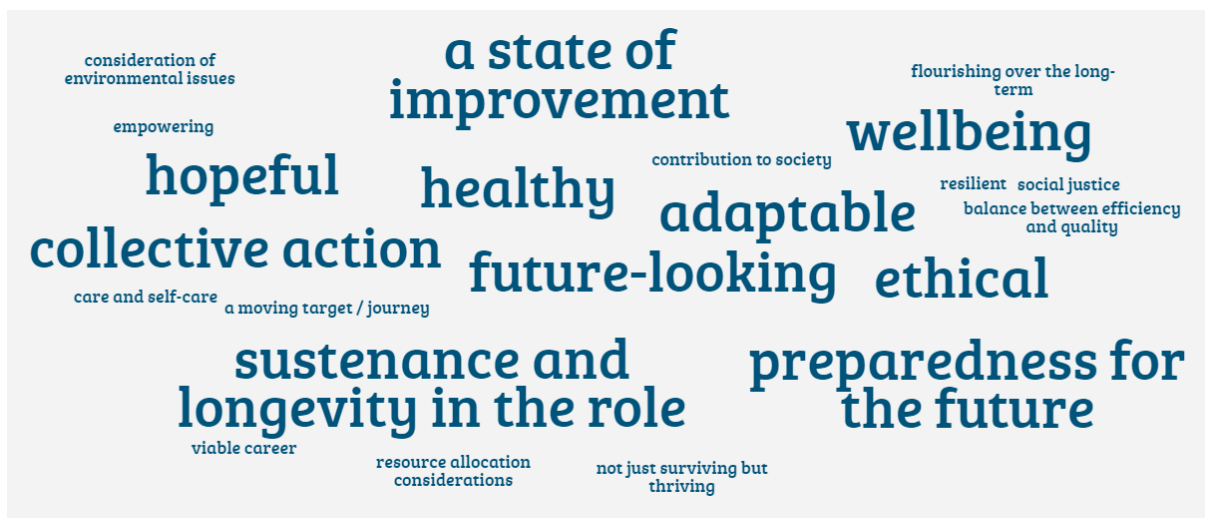 consideration of
environmental issues
a state of
improvement
flourishing over the long-
term
empowering
wellbeing
hopeful
healthy
contribution to society
adaptable
resilient
social justice
balance between efficiency
and quality
collective action
future-looking
ethical
care and self-care
a moving target / journey
sustenance and
longevity in the role
preparedness for
the future
viable career
resource allocation
considerations
not just surviving but
thriving